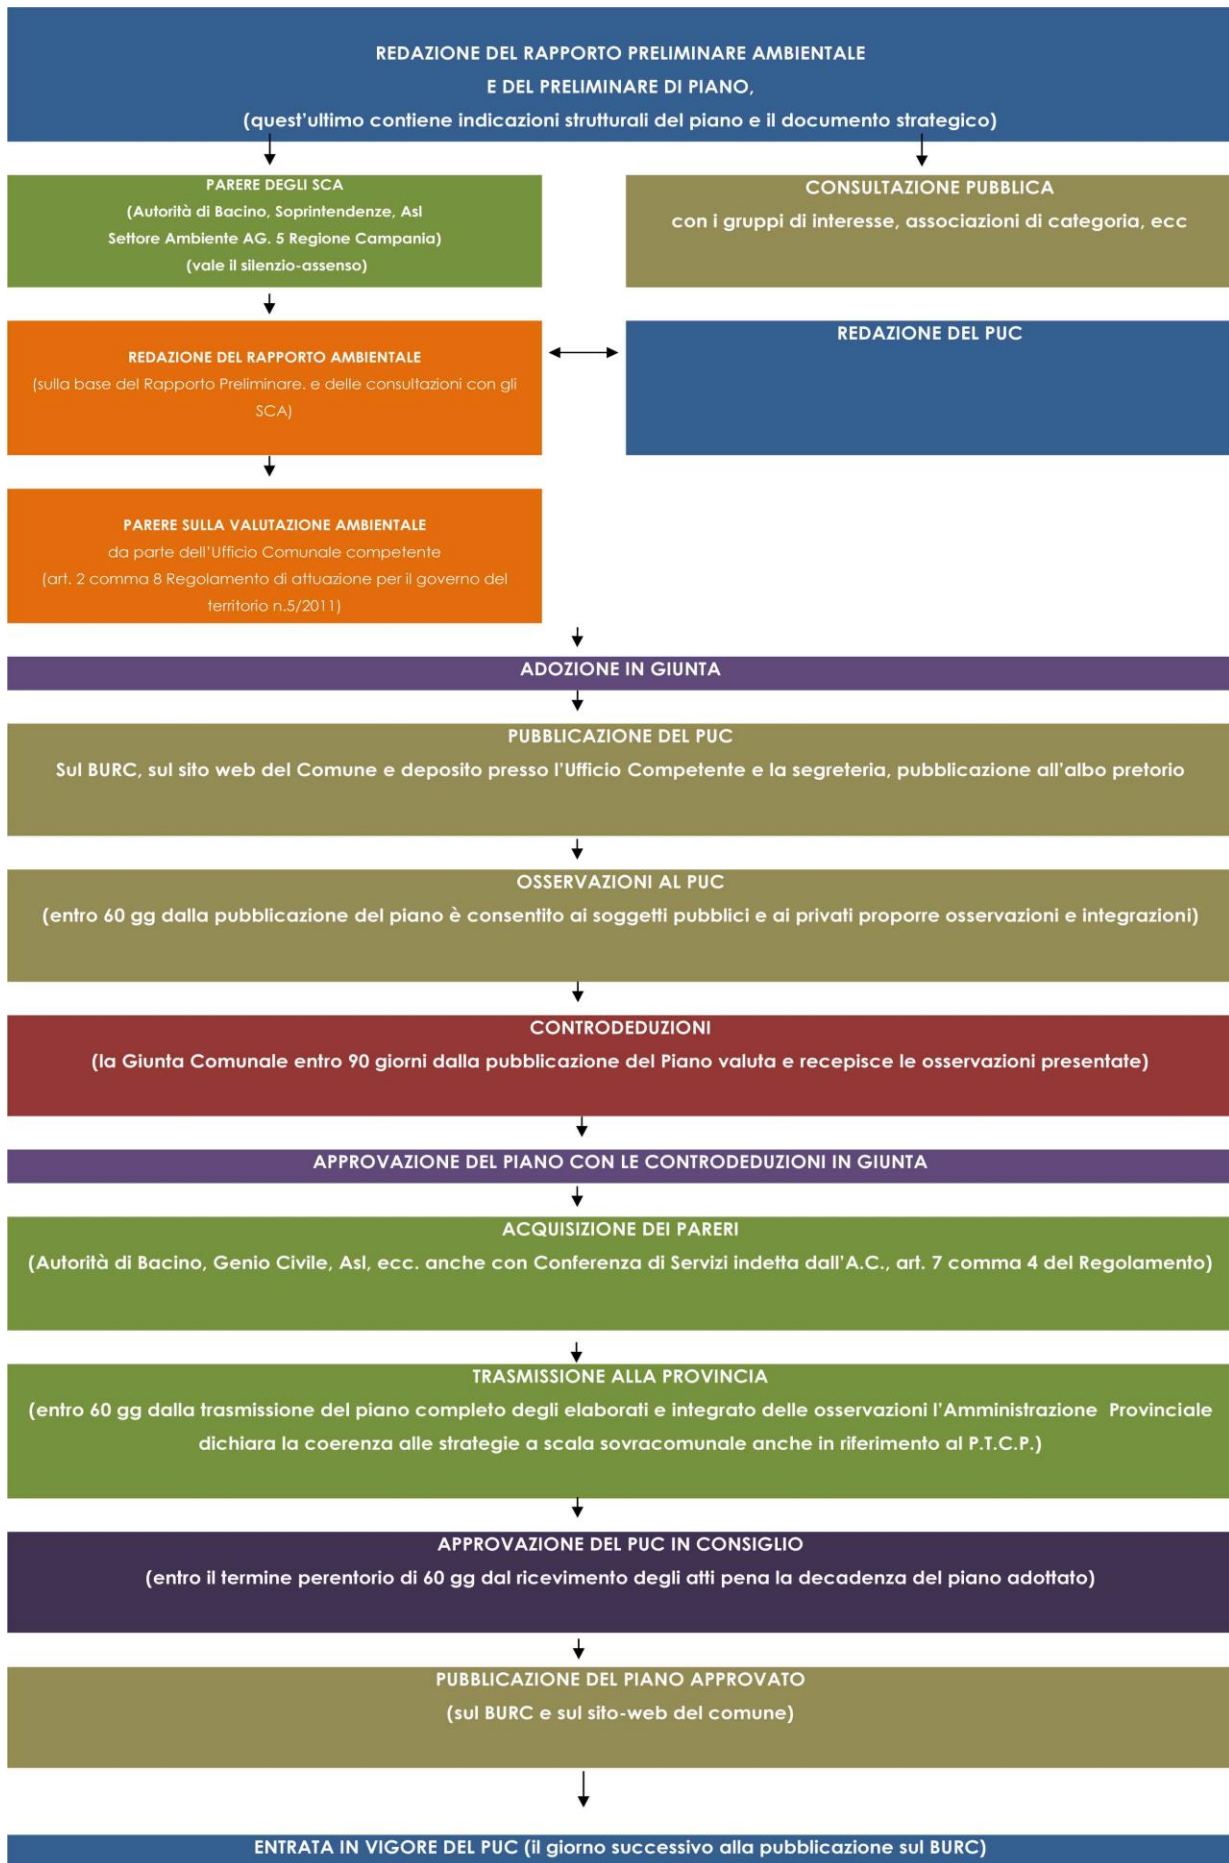 REDAZIONE DEL RAPPORTO PRELIMINARE AMBIENTALE
E DEL PRELIMINARE DI PIANO,
(quest'ultimo contiene indicazioni strutturali del piano e il documento strategico)
PARERE DEGLI SCA
(Autorità di Bacino, Soprintendenze, Asl
Settore Ambiente AG. 5 Regione Campania)
(vale il silenzio-assenso)
CONSULTAZIONE PUBBLICA
con i gruppi di interesse, associazioni di categoria, ecc
REDAZIONE DEL RAPPORTO AMBIENTALE
(sulla base del Rapporto Preliminare. e delle consultazioni con gli
SCA)
REDAZIONE DEL PUC
PARERE SULLA VALUTAZIONE AMBIENTALE
da parte dell'Ufficio Comunale competente
(art. 2 comma 8 Regolamento di attuazione per il governo del
territorio n.5/2011)
ADOZIONE IN GIUNTA
PUBBLICAZIONE DEL PUC
Sul BURC, sul sito web del Comune e deposito presso l'Ufficio Competente e la segreteria, pubblicazione all'albo pretorio
OSSERVAZIONI AL PUC
(entro 60 gg dalla pubblicazione del piano è consentito ai soggetti pubblici e ai privati proporre osservazioni e integrazioni)
CONTRODEDUZIONI
(la Giunta Comunale entro 90 giorni dalla pubblicazione del Piano valuta e recepisce le osservazioni presentate)
APPROVAZIONE DEL PIANO CON LE CONTRODEDUZIONI IN GIUNTA
ACQUISIZIONE DEI PARERI
(Autorità di Bacino, Genio Civile, Asl, ecc. anche con Conferenza di Servizi indetta dall'A.C., art. 7 comma 4 del Regolamento)
TRASMISSIONE ALLA PROVINCIA
(entro 60 gg dalla trasmissione del piano completo degli elaborati e integrato delle osservazioni l'Amministrazione Provinciale
dichiara la coerenza alle strategie a scala sovracomunale anche in riferimento al P.T.C.P.)
APPROVAZIONE DEL PUC IN CONSIGLIO
(entro il termine perentorio di 60 gg dal ricevimento degli atti pena la decadenza del piano adottato)
PUBBLICAZIONE DEL PIANO APPROVATO
(sul BURC e sul sito-web del comune)
ENTRATA IN VIGORE DEL PUC (il giorno successivo alla pubblicazione sul BURC)